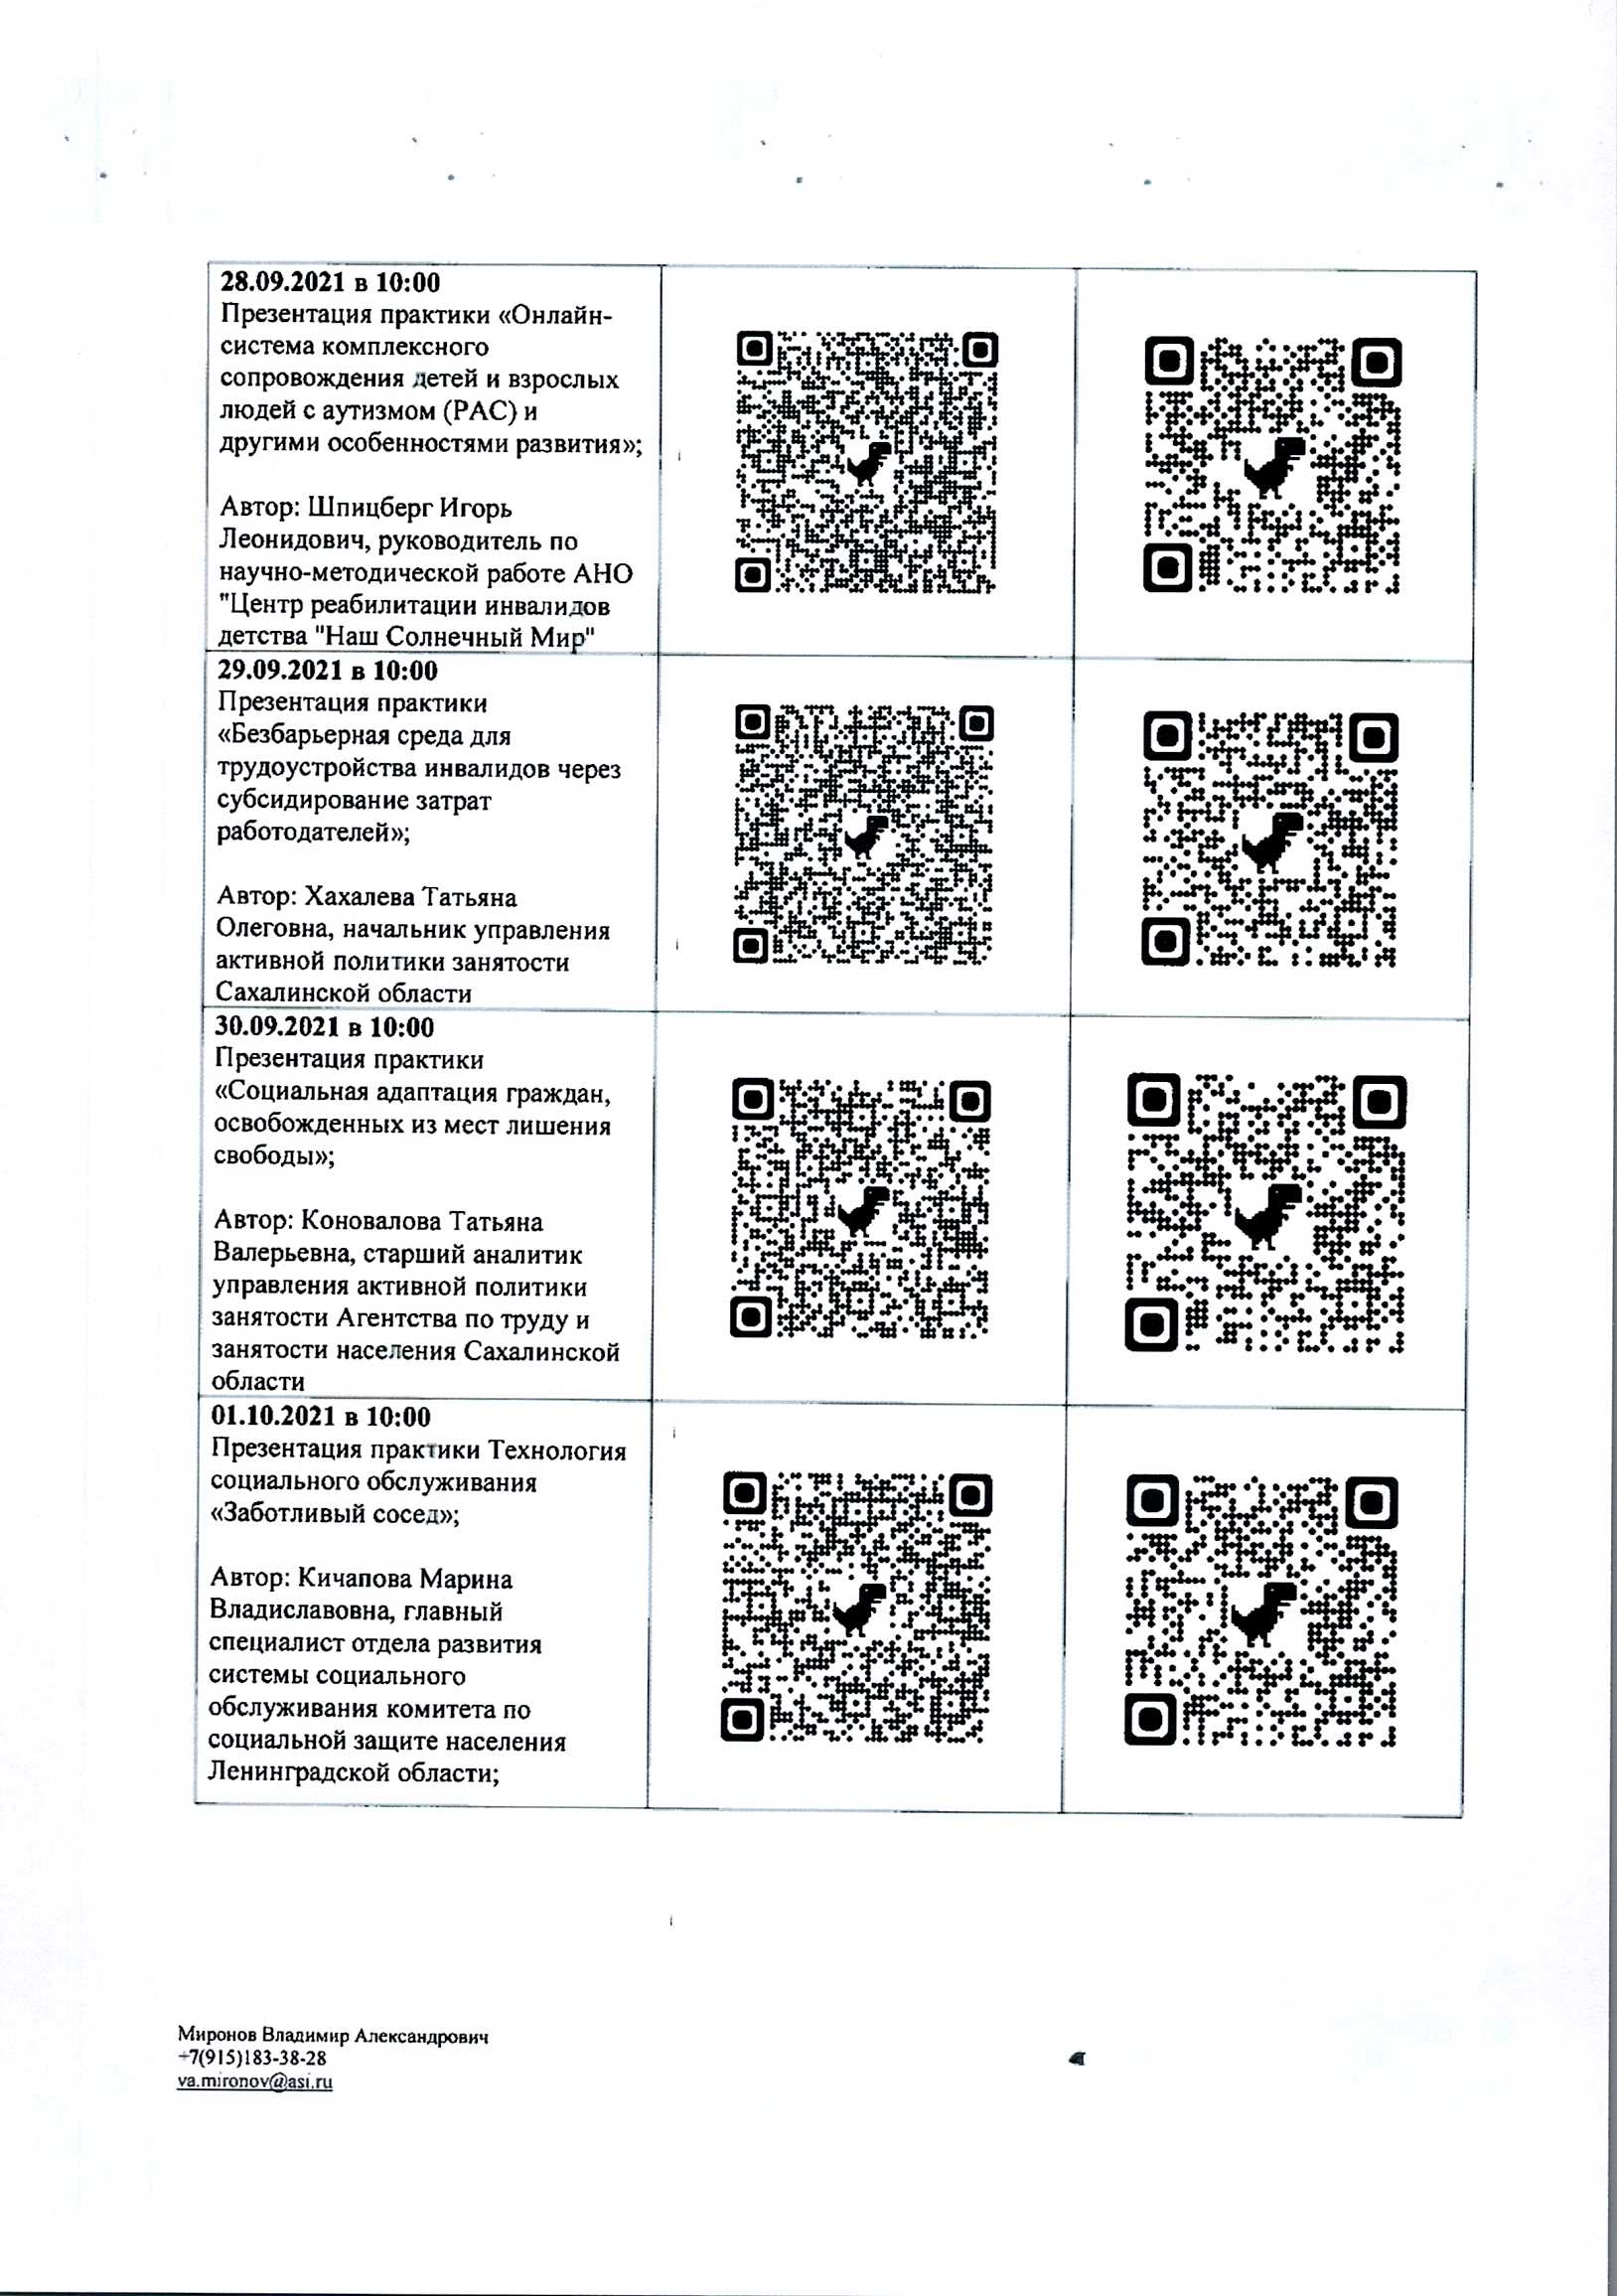 28.09.2021 в 10:00
Презентация практики «Онлайн-
система комплексного
сопровождения детей и взрослых
людей с аутизмом (РАС) и
другими особенностями развития»;
Автор: Шпицберг Игорь
Леонидович, руководитель по
научно-методической работе АНО
"Центр реабилитации инвалидов
детства "Наш Солнечный Мир"
29.09.2021 в 10:00
Презентация практики
«Безбарьерная среда для
трудоустройства инвалидов через
субсидирование затрат
работодателей»;
Автор: Хахалева Татьяна
Олеговна, начальник управления
активной политики занятости
Сахалинской области
30.09.2021 в 10:00
Презентация практики
«Социальная адаптация граждан,
освобожденных из мест лишения
свободы»;
Автор: Коновалова Татьяна
Валерьевна, старший аналитик
управления активной политики
занятости Агентства по труду и
занятости населения Сахалинской
области
01.10.2021 в 10:00
Презентация практики Технология
социального обслуживания
«Заботливый сосед»;
Автор: Кичапова Марина
Владиславовна, главный
специалист отдела развития
системы социального
обслуживания комитета по
социальной защите населения
Ленинградской области;
Миронов Владимир Александрович
+7(915)183-38-28
va.mironov@asi.ru